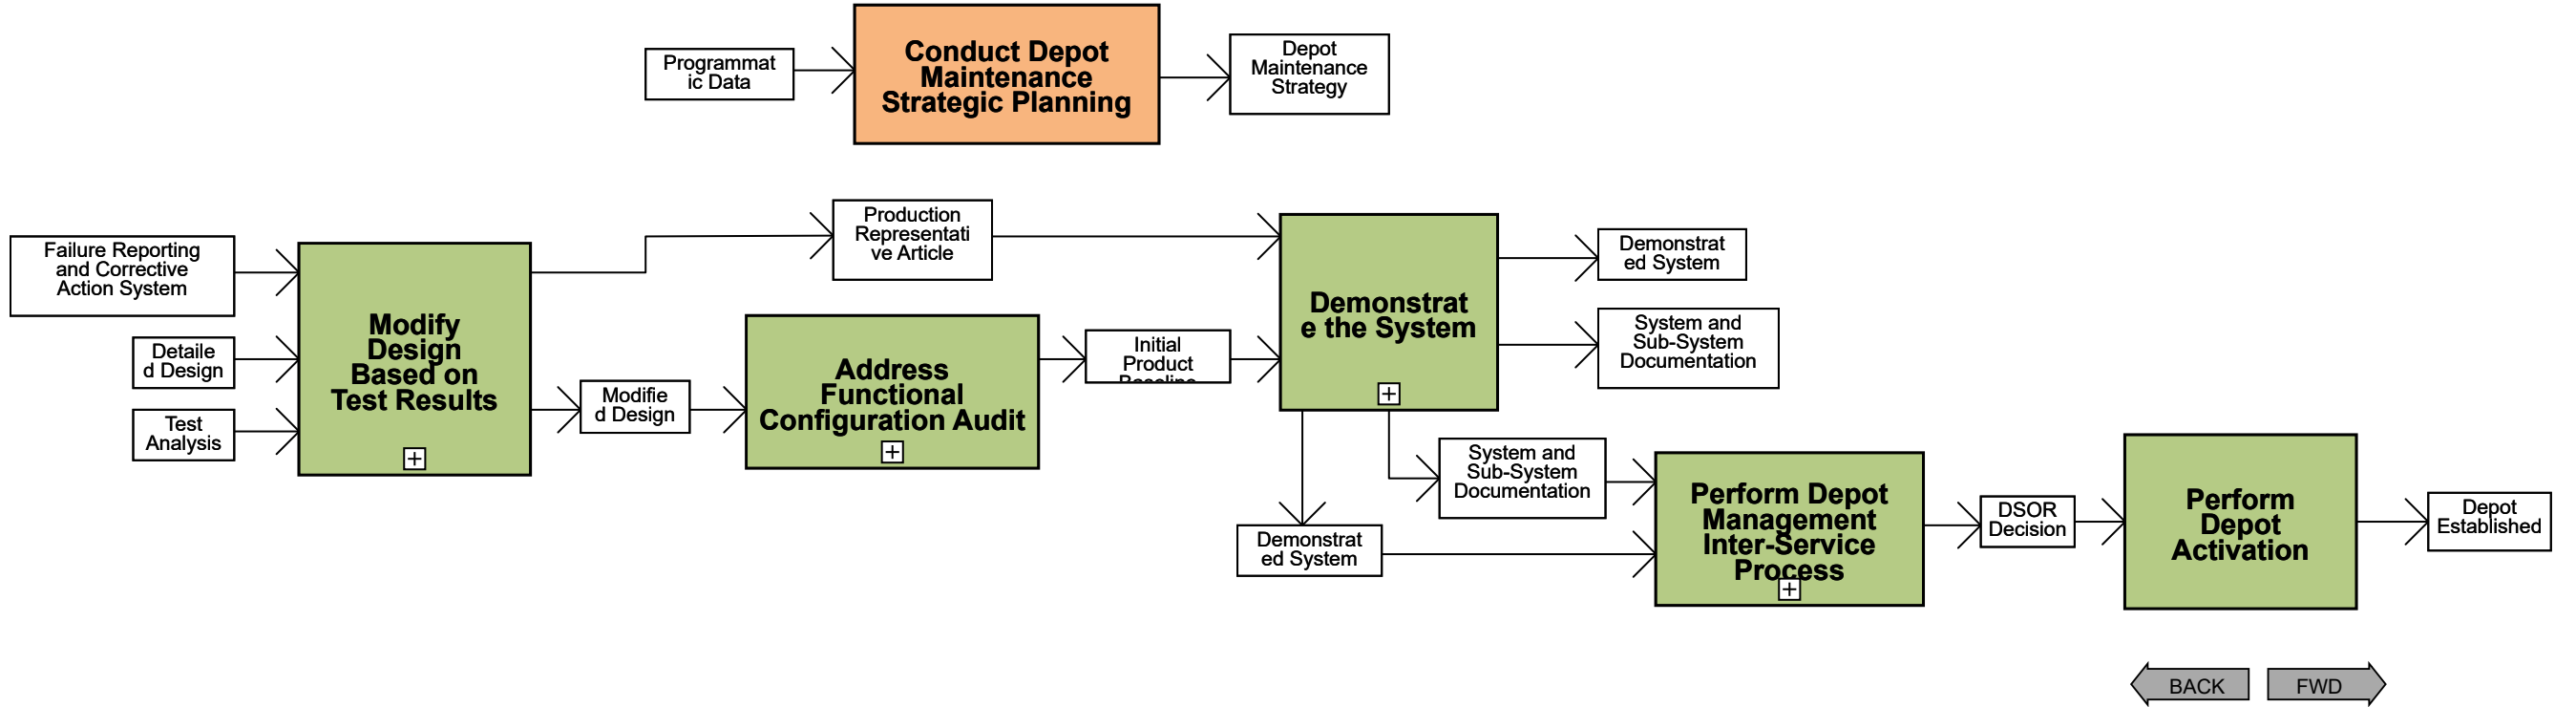 Programmat
ic Data
Conduct Depot
Maintenance
Strategic Planning
Depot
Maintenance
Strategy
Failure Reporting
and Corrective
Action System
Detaile
d Design
Test
Analysis
Modify
Design
Based on
Test Results
Production
Representati
ve Article
Modifie
d Design
Address
Functional
Configuration Audit
Initial
Product
Baseline
Demonstrat
e the System
Demonstrat
ed System
System and
Sub-System
Documentation
System and
Sub-System
Documentation
Demonstrat
ed System
Perform Depot
Management
Inter-Service
Process
DSOR
Decision
Perform
Depot
Activation
Depot
Established
BACK
FWD